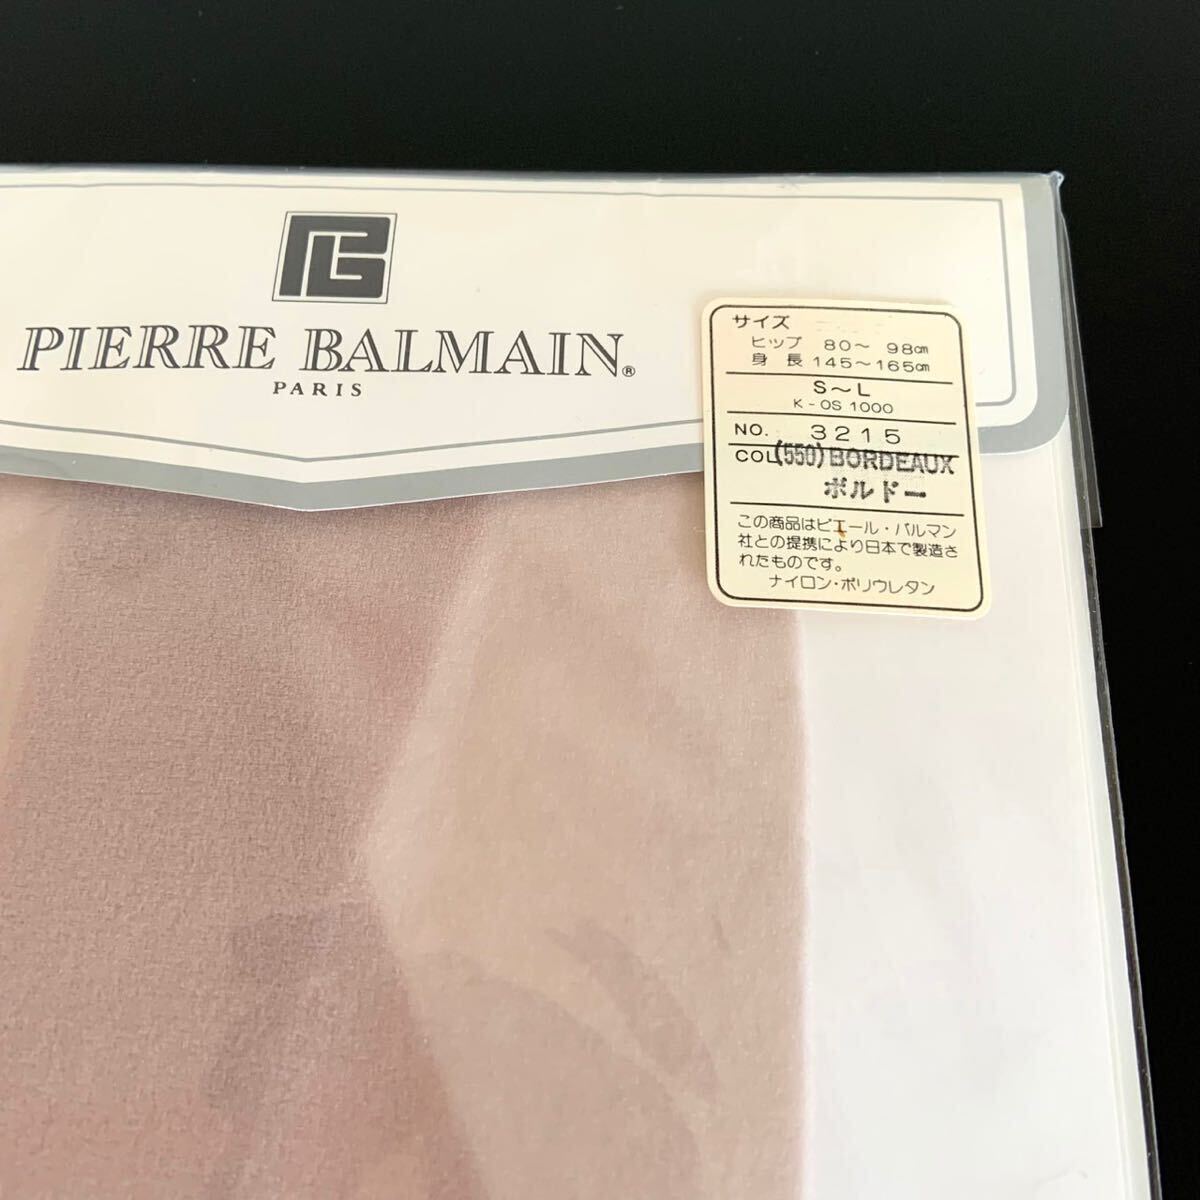 PIERRE BALMAIN®
PARIS
サイズ
ヒップ 80～ 98㎝
身 長 145～165㎝
S～L
K-OS 1000
NO. 3215
COL (550) BORDEAUX
ボルドー
この商品はピエール・バルマン
社との提携により日本で製造さ
れたものです。
ナイロン・ポリウレタン